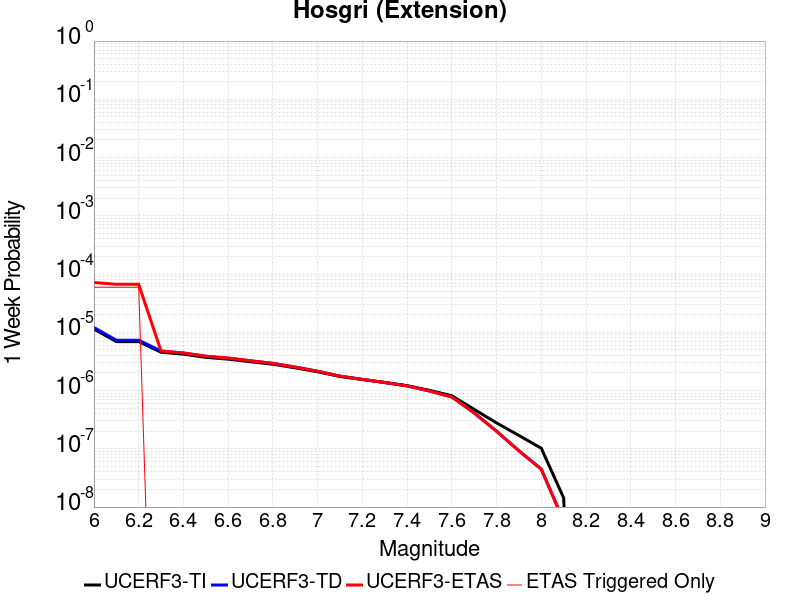 Hosgri (Extension)
10^0
10^-1
10^-2
10^-3
10^-4
10^-5
10^-6
10^-7
10^-8
1 Week Probability
6 6.2 6.4 6.6 6.8 7 7.2 7.4 7.6 7.8 8 8.2 8.4 8.6 8.8 9
Magnitude
UCERF3-TI UCERF3-TD UCERF3-ETAS ETAS Triggered Only